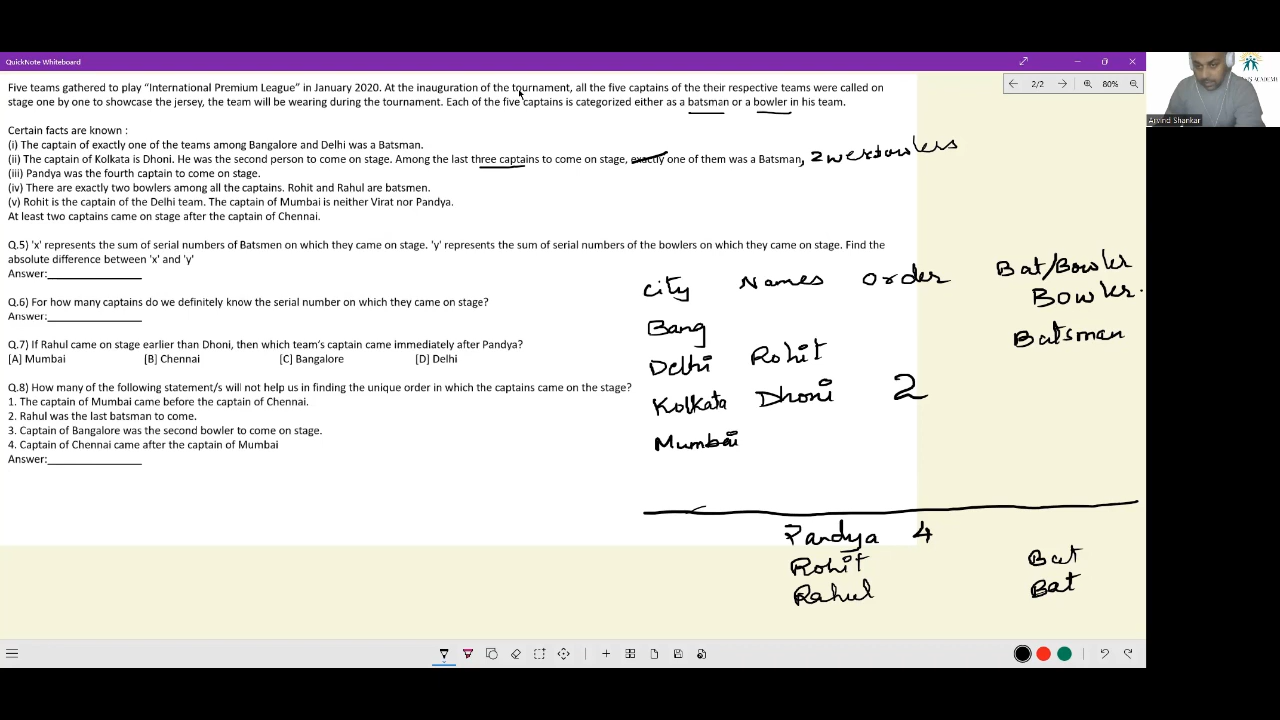 QuickNote Whiteboard
2/2
80%
Arvind Shankar
Five teams gathered to play “International Premium League” in January 2020. At the inauguration of the tournament, all the five captains of the their respective teams were called on
stage one by one to showcase the jersey, the team will be wearing during the tournament. Each of the five captains is categorized either as a batsman or a bowler in his team.
Certain facts are known :
(i) The captain of exactly one of the teams among Bangalore and Delhi was a Batsman.
(ii) The captain of Kolkata is Dhoni. He was the second person to come on stage. Among the last three captains to come on stage, exactly one of them was a Batsman, 2 were bowlers
(iii) Pandya was the fourth captain to come on stage.
(iv) There are exactly two bowlers among all the captains. Rohit and Rahul are batsmen.
(v) Rohit is the captain of the Delhi team. The captain of Mumbai is neither Virat nor Pandya.
At least two captains came on stage after the captain of Chennai.
Q.5) 'x' represents the sum of serial numbers of Batsmen on which they came on stage. 'y' represents the sum of serial numbers of the bowlers on which they came on stage. Find the
absolute difference between 'x' and 'y'
Answer:________________
Q.6) For how many captains do we definitely know the serial number on which they came on stage?
Answer:________________
Q.7) If Rahul came on stage earlier than Dhoni, then which team’s captain came immediately after Pandya?
[A] Mumbai [B] Chennai [C] Bangalore [D] Delhi
Q.8) How many of the following statement/s will not help us in finding the unique order in which the captains came on the stage?
1. The captain of Mumbai came before the captain of Chennai.
2. Rahul was the last batsman to come.
3. Captain of Bangalore was the second bowler to come on stage.
4. Captain of Chennai came after the captain of Mumbai
Answer:________________
City Names Order Bat/Bowler
Bang Bowler
Delhi Rohit Batsman
Kolkata Dhoni 2
Mumbai
Pandya 4
Rohit Bat
Rahul Bat